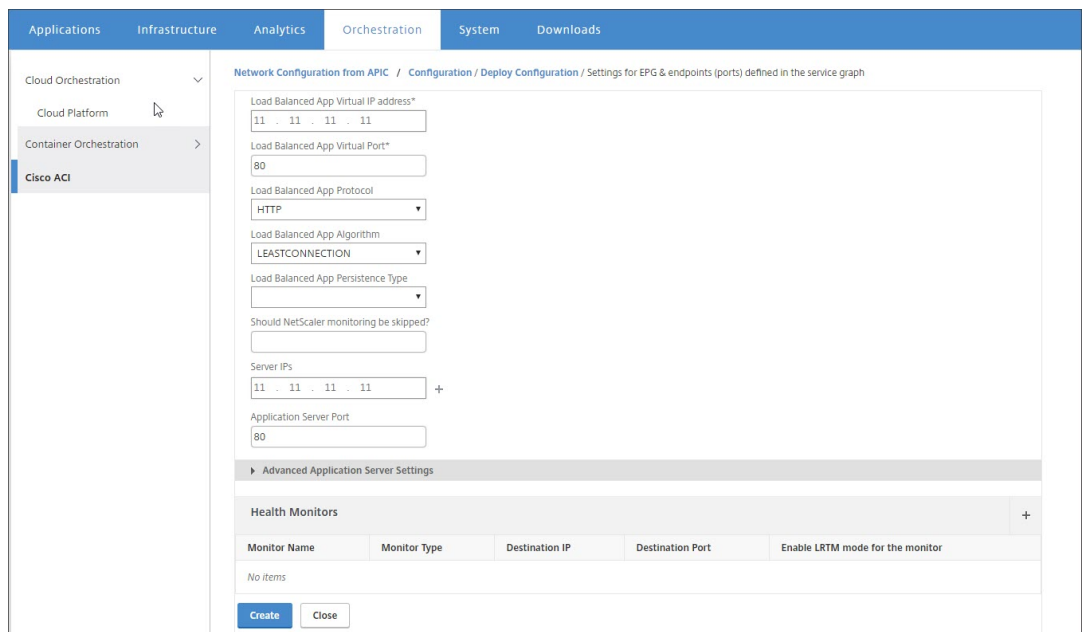 Applications Infrastructure Analytics Orchestration System Downloads
Cloud Orchestration
Cloud Platform
Container Orchestration
Cisco ACI
Network Configuration from APIC / Configuration / Deploy Configuration / Settings for EPG & endpoints (ports) defined in the service graph
Load Balanced App Virtual IP address*
11 . 11 . 11 . 11
Load Balanced App Virtual Port*
80
Load Balanced App Protocol
HTTP
Load Balanced App Algorithm
LEASTCONNECTION
Load Balanced App Persistence Type
Should NetScaler monitoring be skipped?
Server IPs
11 . 11 . 11 . 11 +
Application Server Port
80
Advanced Application Server Settings
Health Monitors +
Monitor Name Monitor Type Destination IP Destination Port Enable LRTM mode for the monitor
No items
Create Close